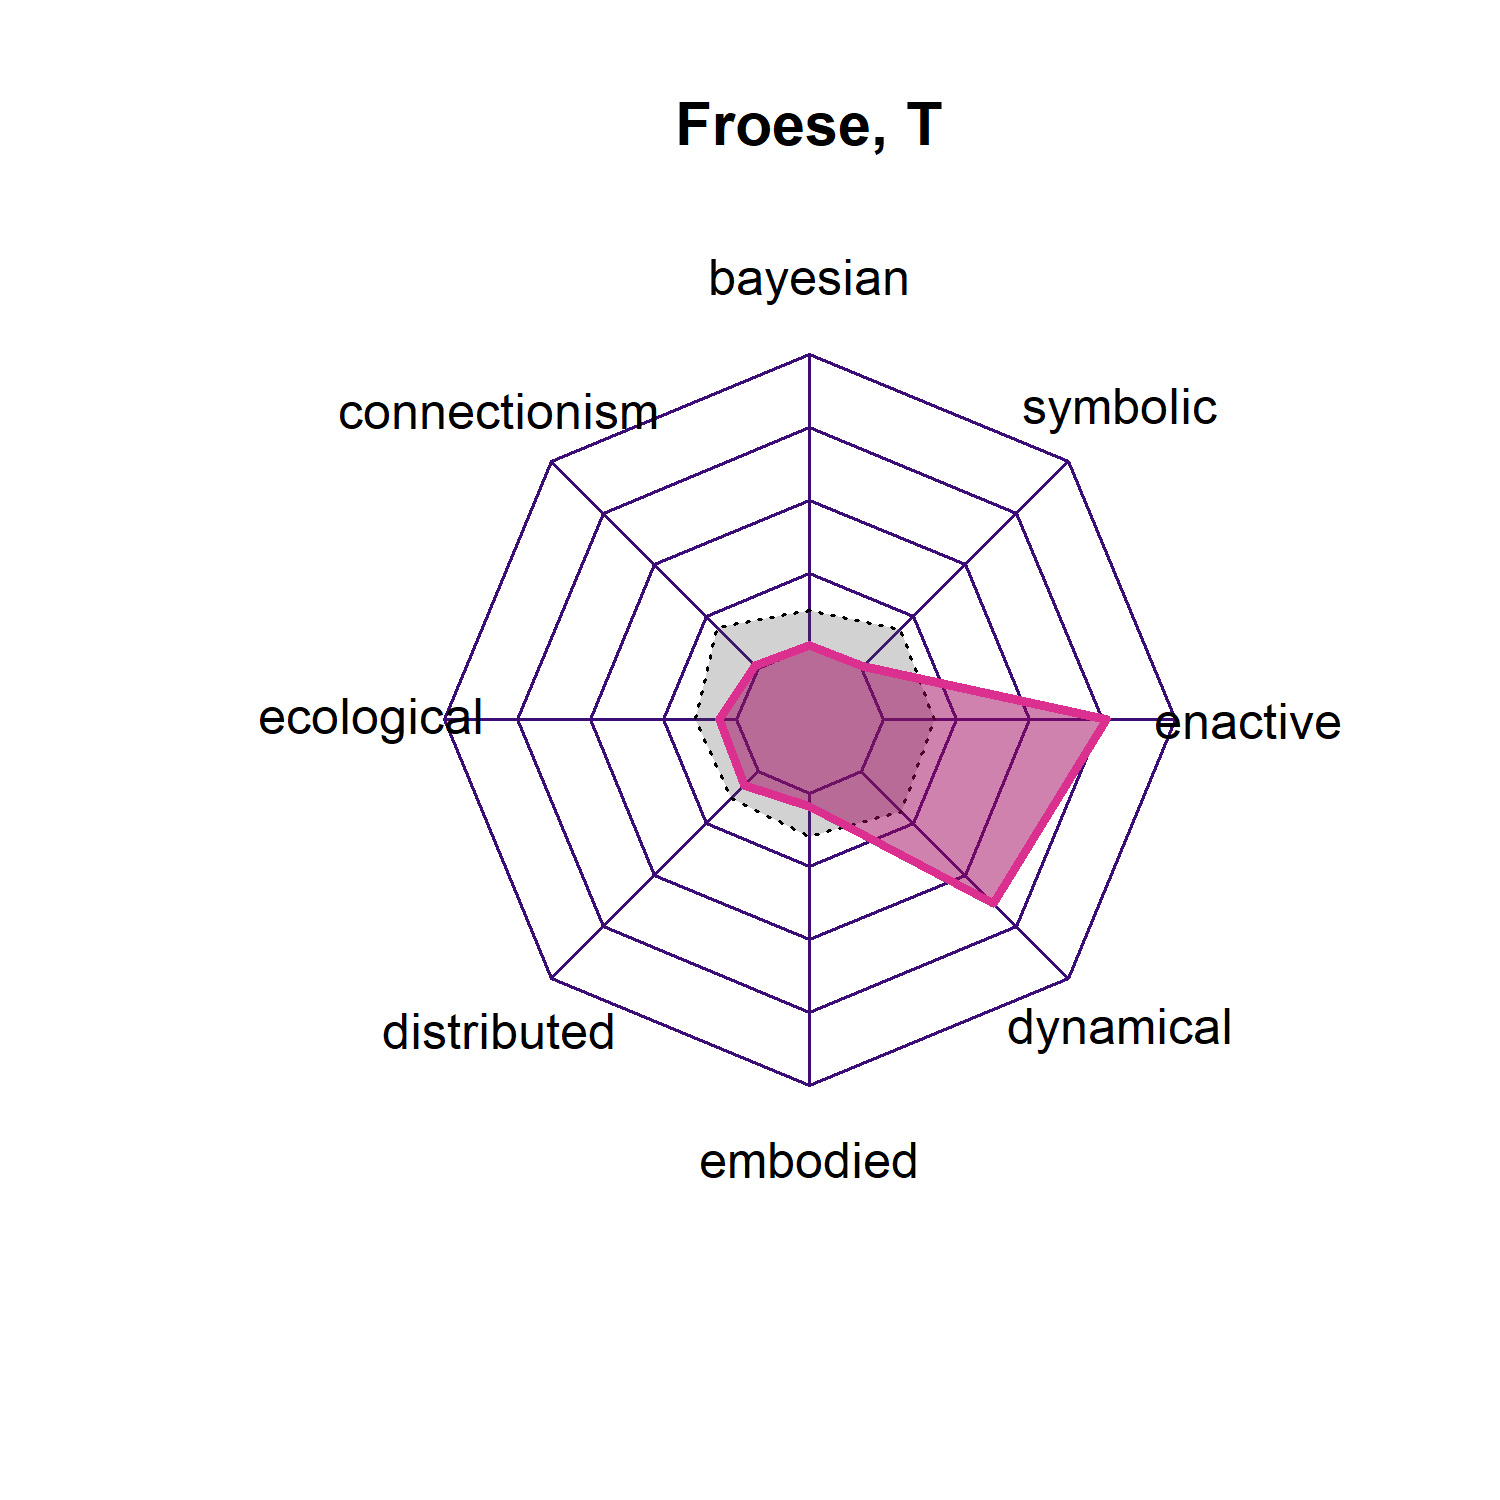 Froese, T
bayesian
symbolic
connectionism
ecological
enactive
distributed
dynamical
embodied